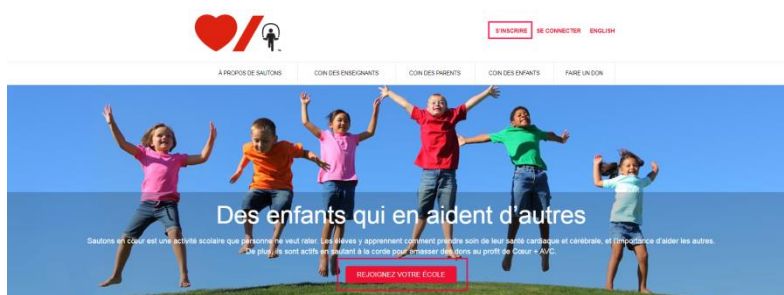 S'INSCRIRE SE CONNECTER ENGLISH
À PROPOS DE SAUTONS COIN DES ENSEIGNANTS COIN DES PARENTS COIN DES ENFANTS FAIRE UN DON
Des enfants qui en aident d'autres
Sautons en cœur est une activité scolaire que personne ne veut rater. Les élèves y apprennent comment prendre soin de leur santé cardiaque et cérébrale, et l'importance d'aider les autres.
De plus, ils sont actifs en sautant à la corde pour amasser des dons au profit de Cœur + AVC.
REJOIGNEZ VOTRE ÉCOLE